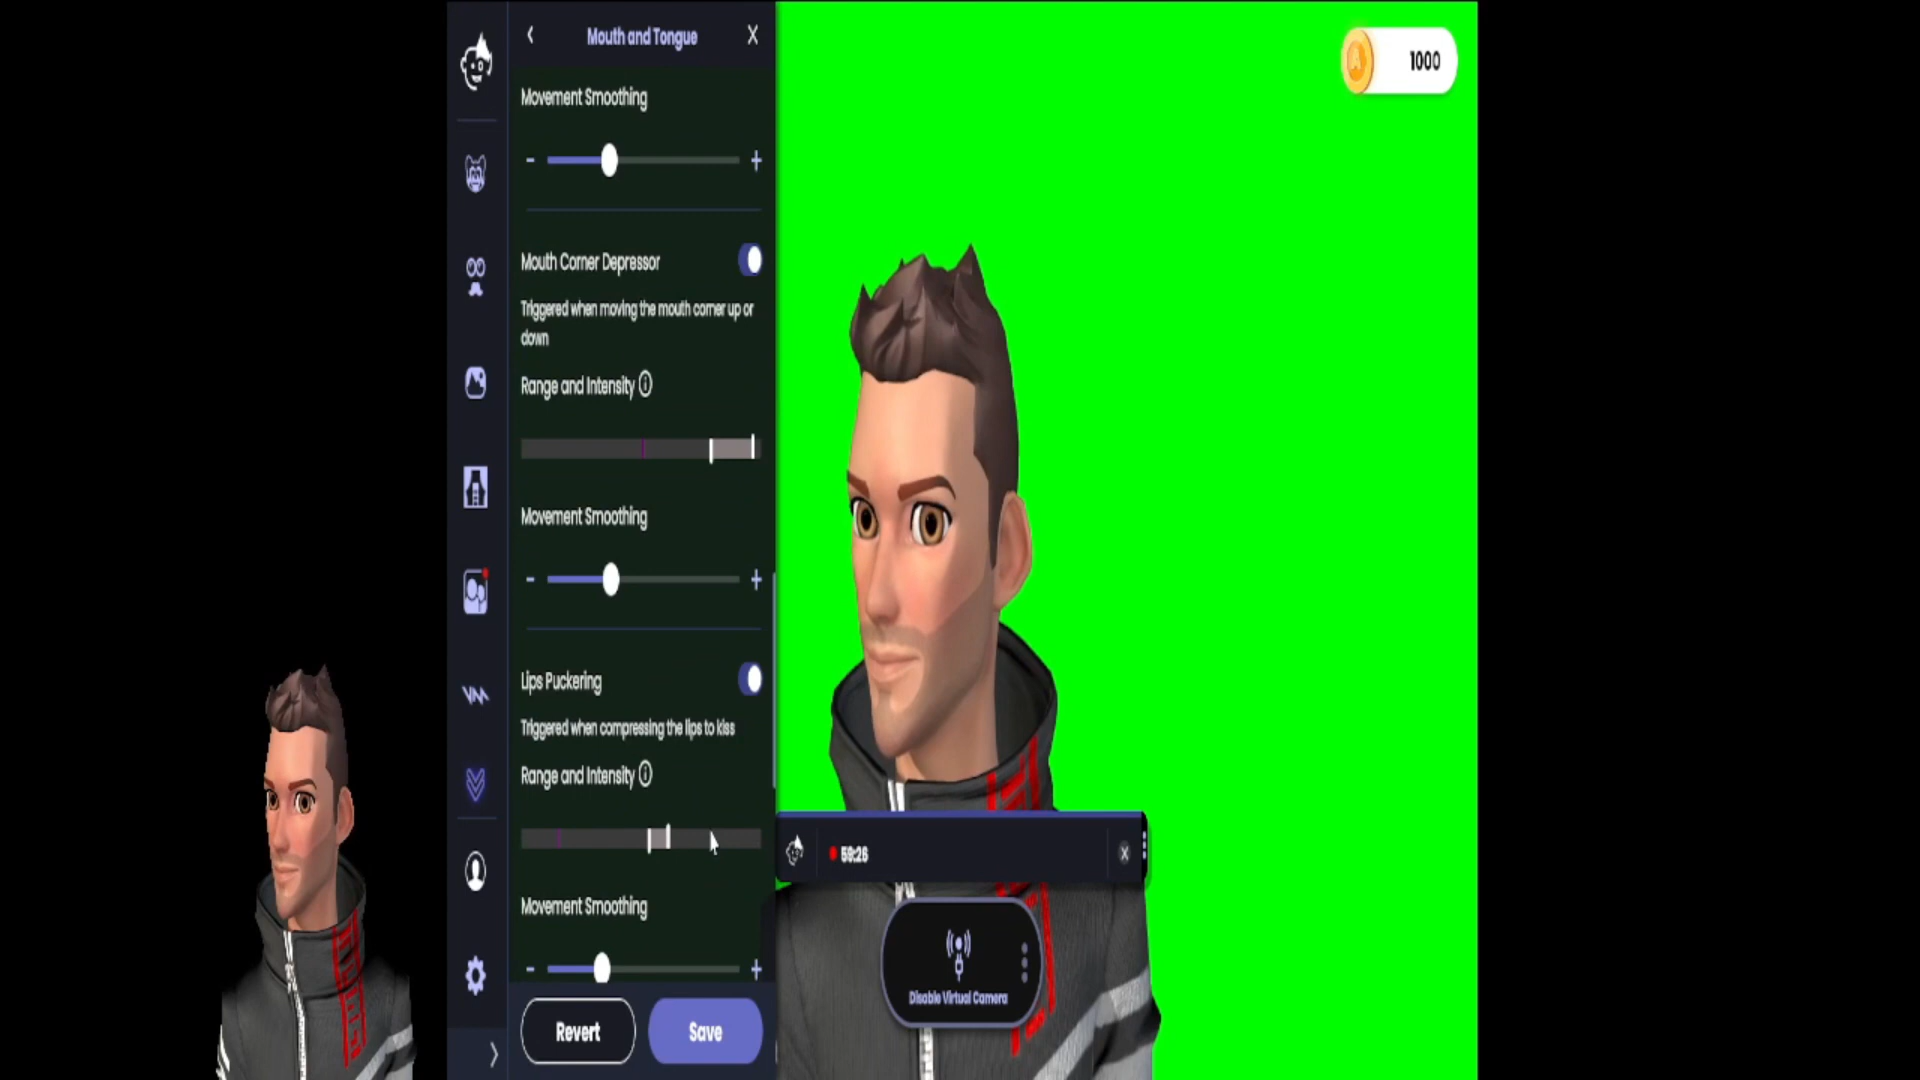 Mouth and Tongue
1000
Movement Smoothing
Mouth Corner Depressor
Triggered when moving the mouth corner up or
down
Range and Intensity
Movement Smoothing
Lips Puckering
Triggered when compressing the lips to kiss
Range and Intensity
59:26
Movement Smoothing
Disable Virtual Camera
Revert
Save